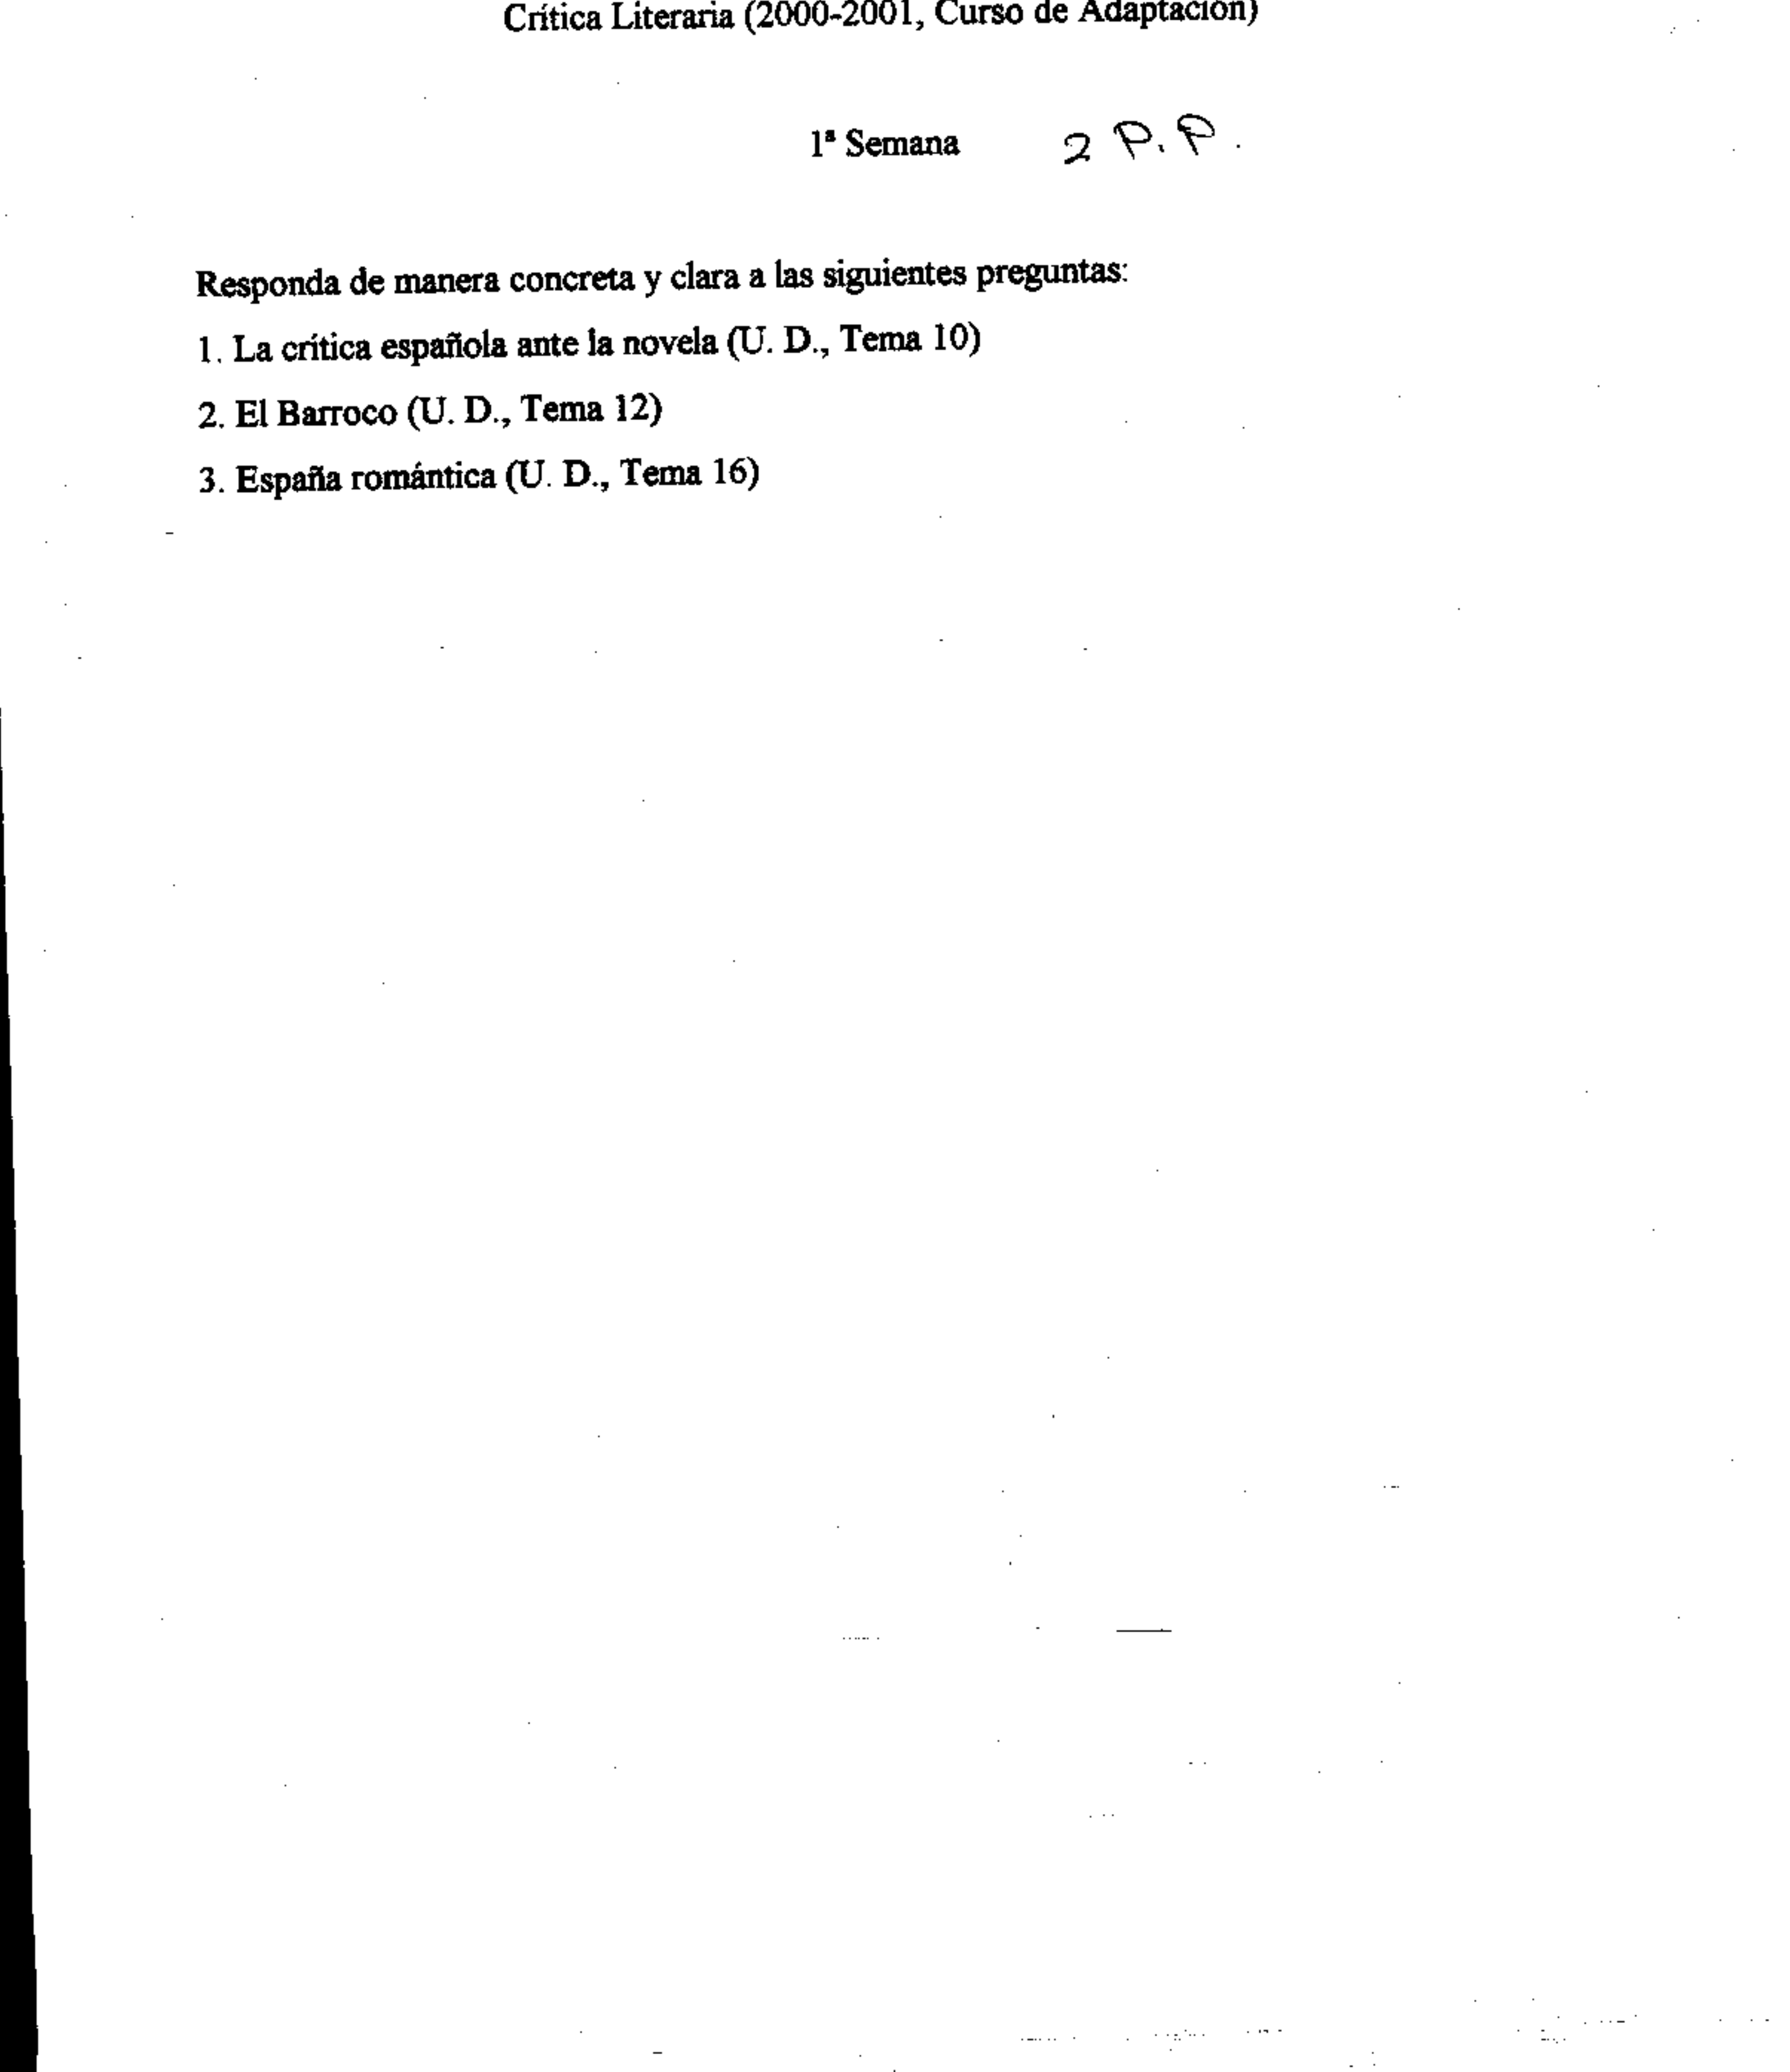 Crítica Literaria (2000-2001, Curso de Adaptación)
1ª Semana 2 P.P.
Responda de manera concreta y clara a las siguientes preguntas:
1. La crítica española ante la novela (U. D., Tema 10)
2. El Barroco (U. D., Tema 12)
3. España romántica (U. D., Tema 16)